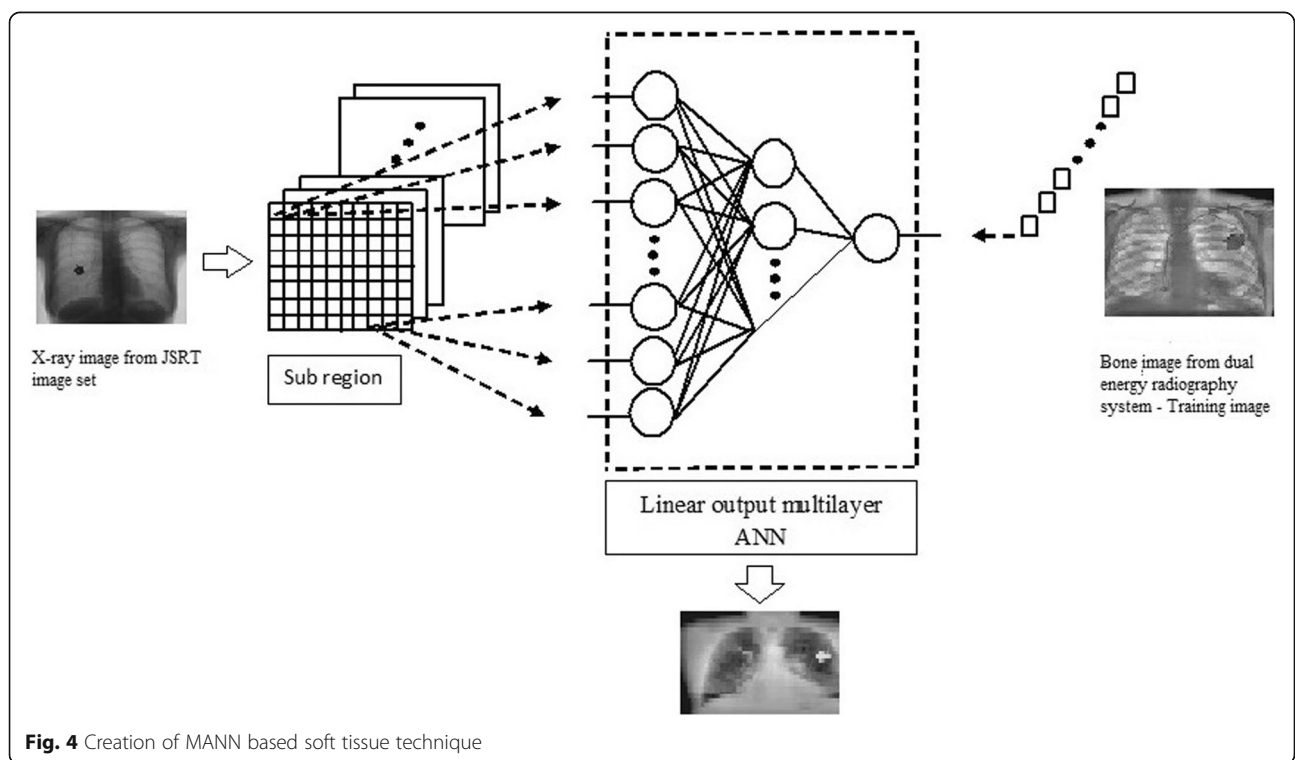 X-ray image from JSRT
image set
Sub region
Linear output multilayer
ANN
Bone image from dual
energy radiography
system - Training image
Fig. 4 Creation of MANN based soft tissue technique